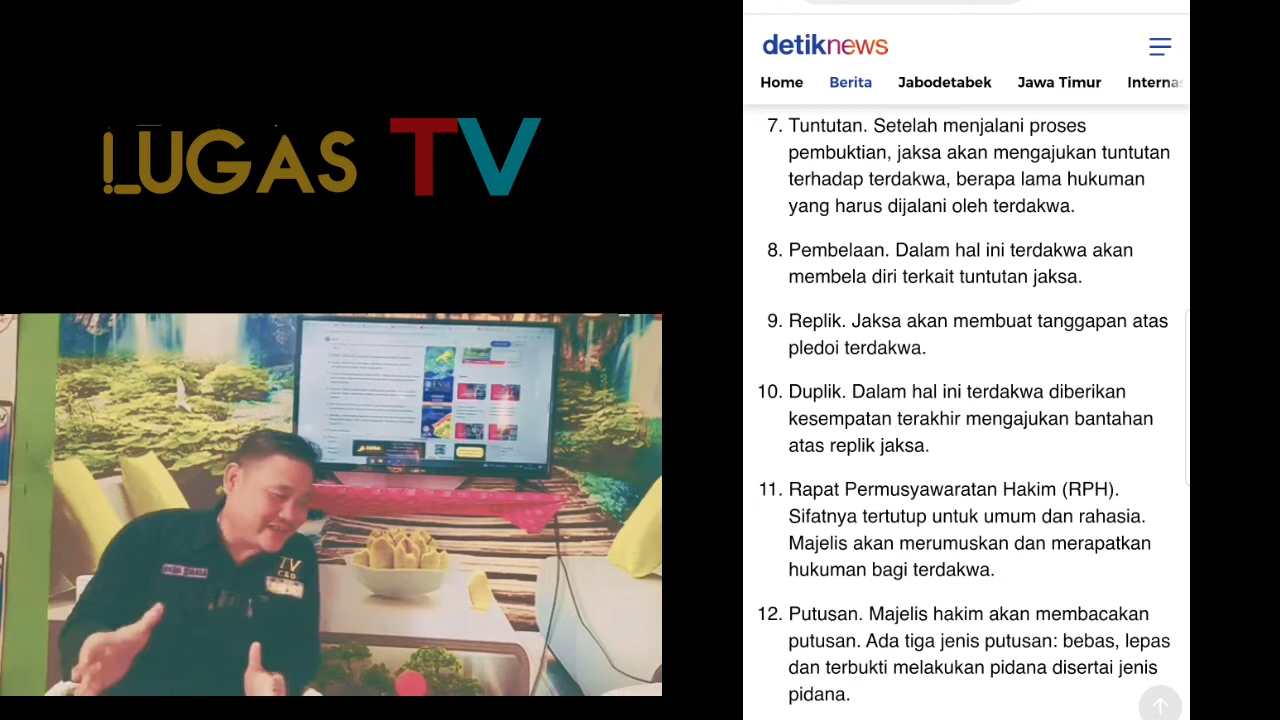 LUGAS TV
detiknews
Home Berita Jabodetabek Jawa Timur Interna
7. Tuntutan. Setelah menjalani proses
pembuktian, jaksa akan mengajukan tuntutan
terhadap terdakwa, berapa lama hukuman
yang harus dijalani oleh terdakwa.
8. Pembelaan. Dalam hal ini terdakwa akan
membela diri terkait tuntutan jaksa.
9. Replik. Jaksa akan membuat tanggapan atas
pledoi terdakwa.
10. Duplik. Dalam hal ini terdakwa diberikan
kesempatan terakhir mengajukan bantahan
atas replik jaksa.
11. Rapat Permusyawaratan Hakim (RPH).
Sifatnya tertutup untuk umum dan rahasia.
Majelis akan merumuskan dan merapatkan
hukuman bagi terdakwa.
12. Putusan. Majelis hakim akan membacakan
putusan. Ada tiga jenis putusan: bebas, lepas
dan terbukti melakukan pidana disertai jenis
pidana.
TV
CEO